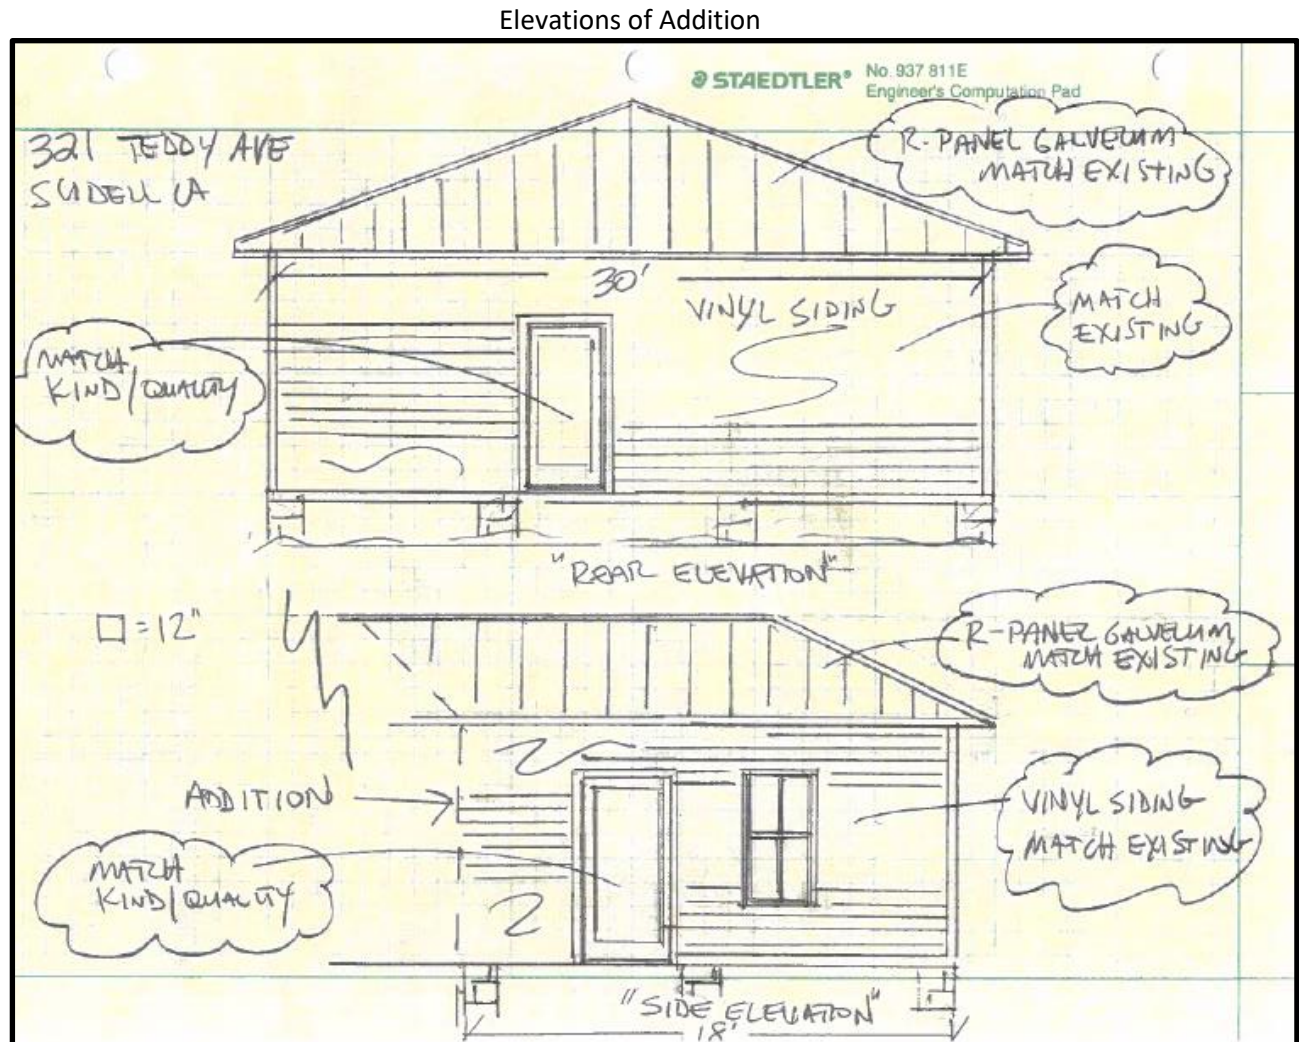 Elevations of Addition
STAEDTLER® No. 937 811E
Engineer's Computation Pad
321 TEDDY AVE
SLIDELL LA
R-PANEL GALVELUM
MATCH EXISTING
30'
VINYL SIDING
MATCH
EXISTING
MATCH
KIND/QUALITY
"REAR ELEVATION"
□=12"
R-PANEL GALVELUM
MATCH EXISTING
ADDITION
VINYL SIDING
MATCH EXISTING
MATCH
KIND/QUALITY
"SIDE ELEVATION"
18'